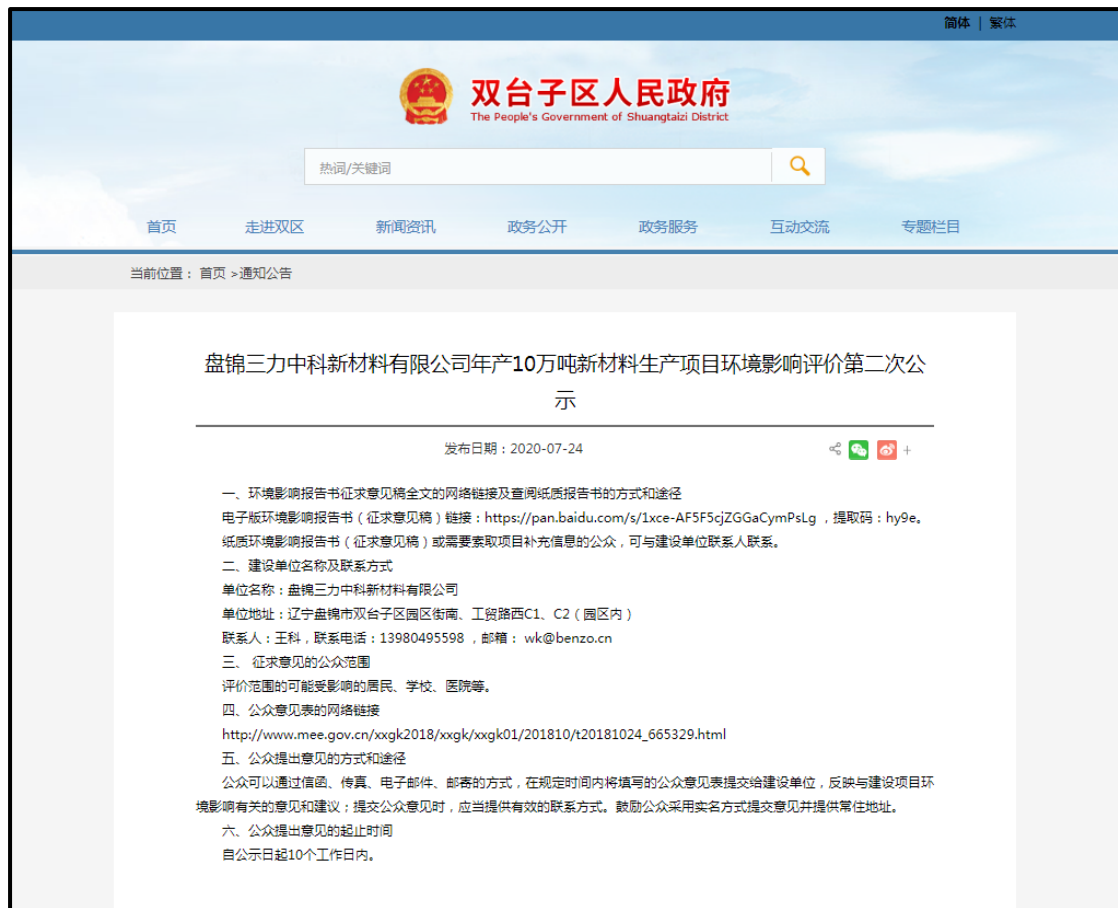 简体 | 繁体
双台子区人民政府
The People's Government of Shuangtaizi District
热词/关键词
首页 走进双区 新闻资讯 政务公开 政务服务 互动交流 专题栏目
当前位置： 首页 >通知公告
盘锦三力中科新材料有限公司年产10万吨新材料生产项目环境影响评价第二次公
示
发布日期：2020-07-24
一、环境影响报告书征求意见稿全文的网络链接及查阅纸质报告书的方式和途径
电子版环境影响报告书（征求意见稿）链接：https://pan.baidu.com/s/1xce-AF5F5cjZGGaCymPsLg ，提取码：hy9e。
纸质环境影响报告书（征求意见稿）或需要索取项目补充信息的公众，可与建设单位联系人联系。
二、建设单位名称及联系方式
单位名称：盘锦三力中科新材料有限公司
单位地址：辽宁盘锦市双台子区园区街南、工贸路西C1、C2（园区内）
联系人：王科，联系电话：13980495598 ，邮箱： wk@benzo.cn
三、 征求意见的公众范围
评价范围的可能受影响的居民、学校、医院等。
四、公众意见表的网络链接
http://www.mee.gov.cn/xxgk2018/xxgk/xxgk01/201810/t20181024_665329.html
五、公众提出意见的方式和途径
公众可以通过信函、传真、电子邮件、邮寄的方式，在规定时间内将填写的公众意见表提交给建设单位，反映与建设项目环
境影响有关的意见和建议；提交公众意见时，应当提供有效的联系方式。鼓励公众采用实名方式提交意见并提供常住地址。
六、公众提出意见的起止时间
自公示日起10个工作日内。